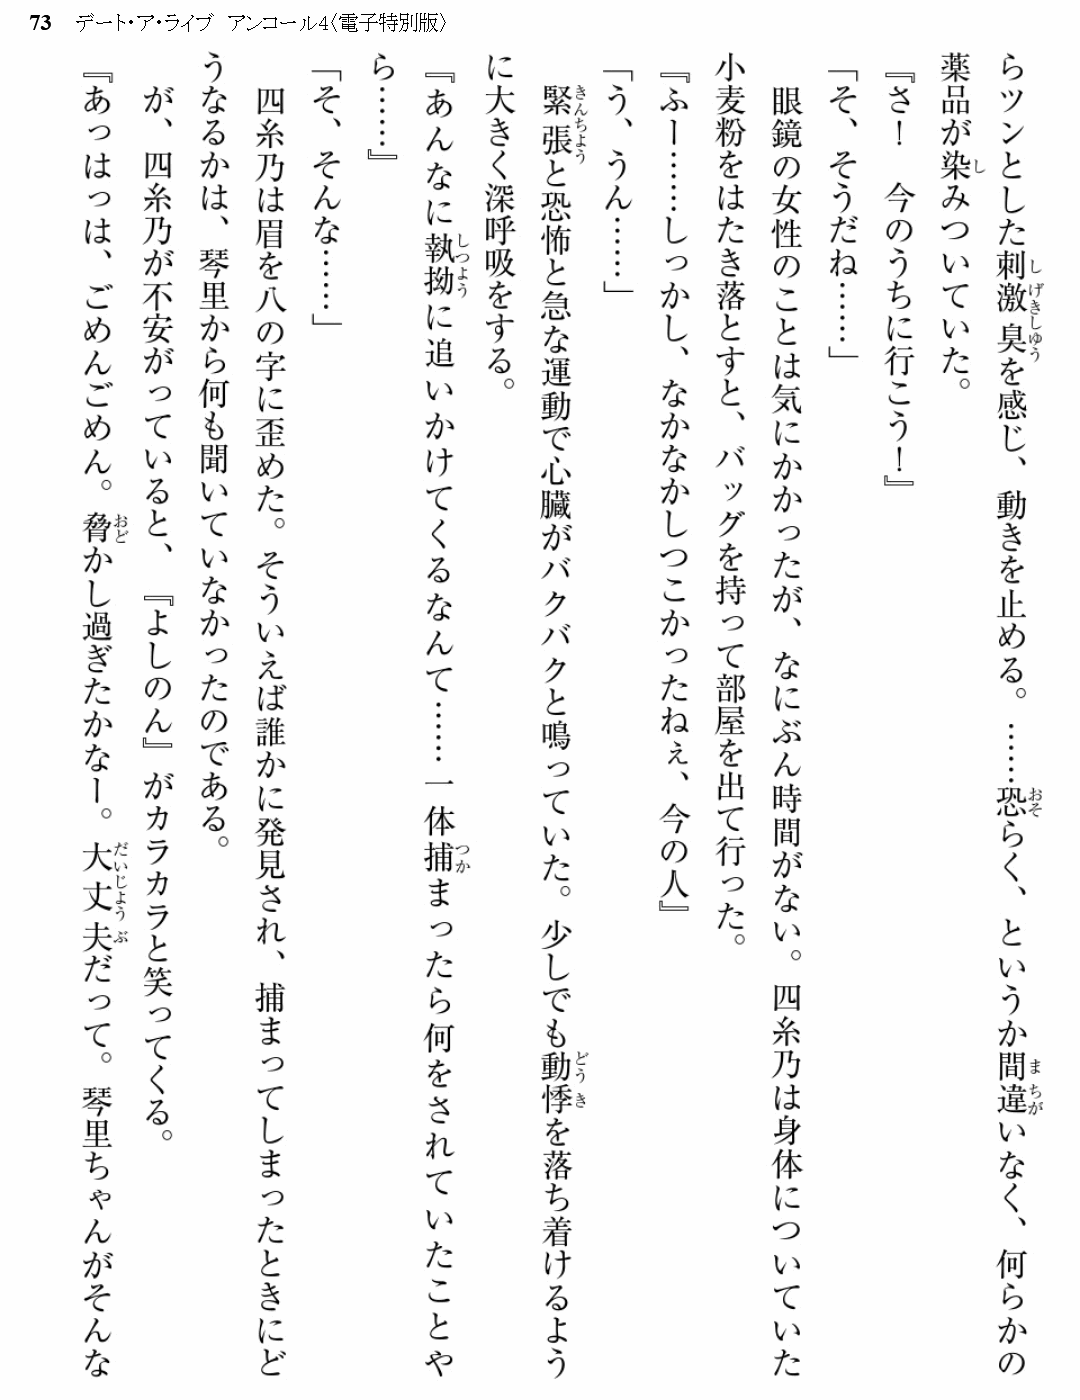 73 デート・ア・ライブ　アンコール4〈電子特別版〉
らツンとした刺激臭を感じ、動きを止める。……恐らく、というか間違いなく、何らかの
薬品が染みついていた。
『さ！　今のうちに行こう！』
「そ、そうだね……」
　眼鏡の女性のことは気にかかったが、なにぶん時間がない。四糸乃は身体についていた
小麦粉をはたき落とすと、バッグを持って部屋を出て行った。
『ふー……しっかし、なかなかしつこかったねぇ、今の人』
「う、うん……」
　緊張と恐怖と急な運動で心臓がバクバクと鳴っていた。少しでも動悸を落ち着けるよう
に大きく深呼吸をする。
『あんなに執拗に追いかけてくるなんて……一体捕まったら何をされていたことや
ら……』
「そ、そんな……」
　四糸乃は眉を八の字に歪めた。そういえば誰かに発見され、捕まってしまったときにど
うなるかは、琴里から何も聞いていなかったのである。
　が、四糸乃が不安がっていると、『よしのん』がカラカラと笑ってくる。
『あっはっは、ごめんごめん。脅かし過ぎたかなー。大丈夫だって。琴里ちゃんがそんな